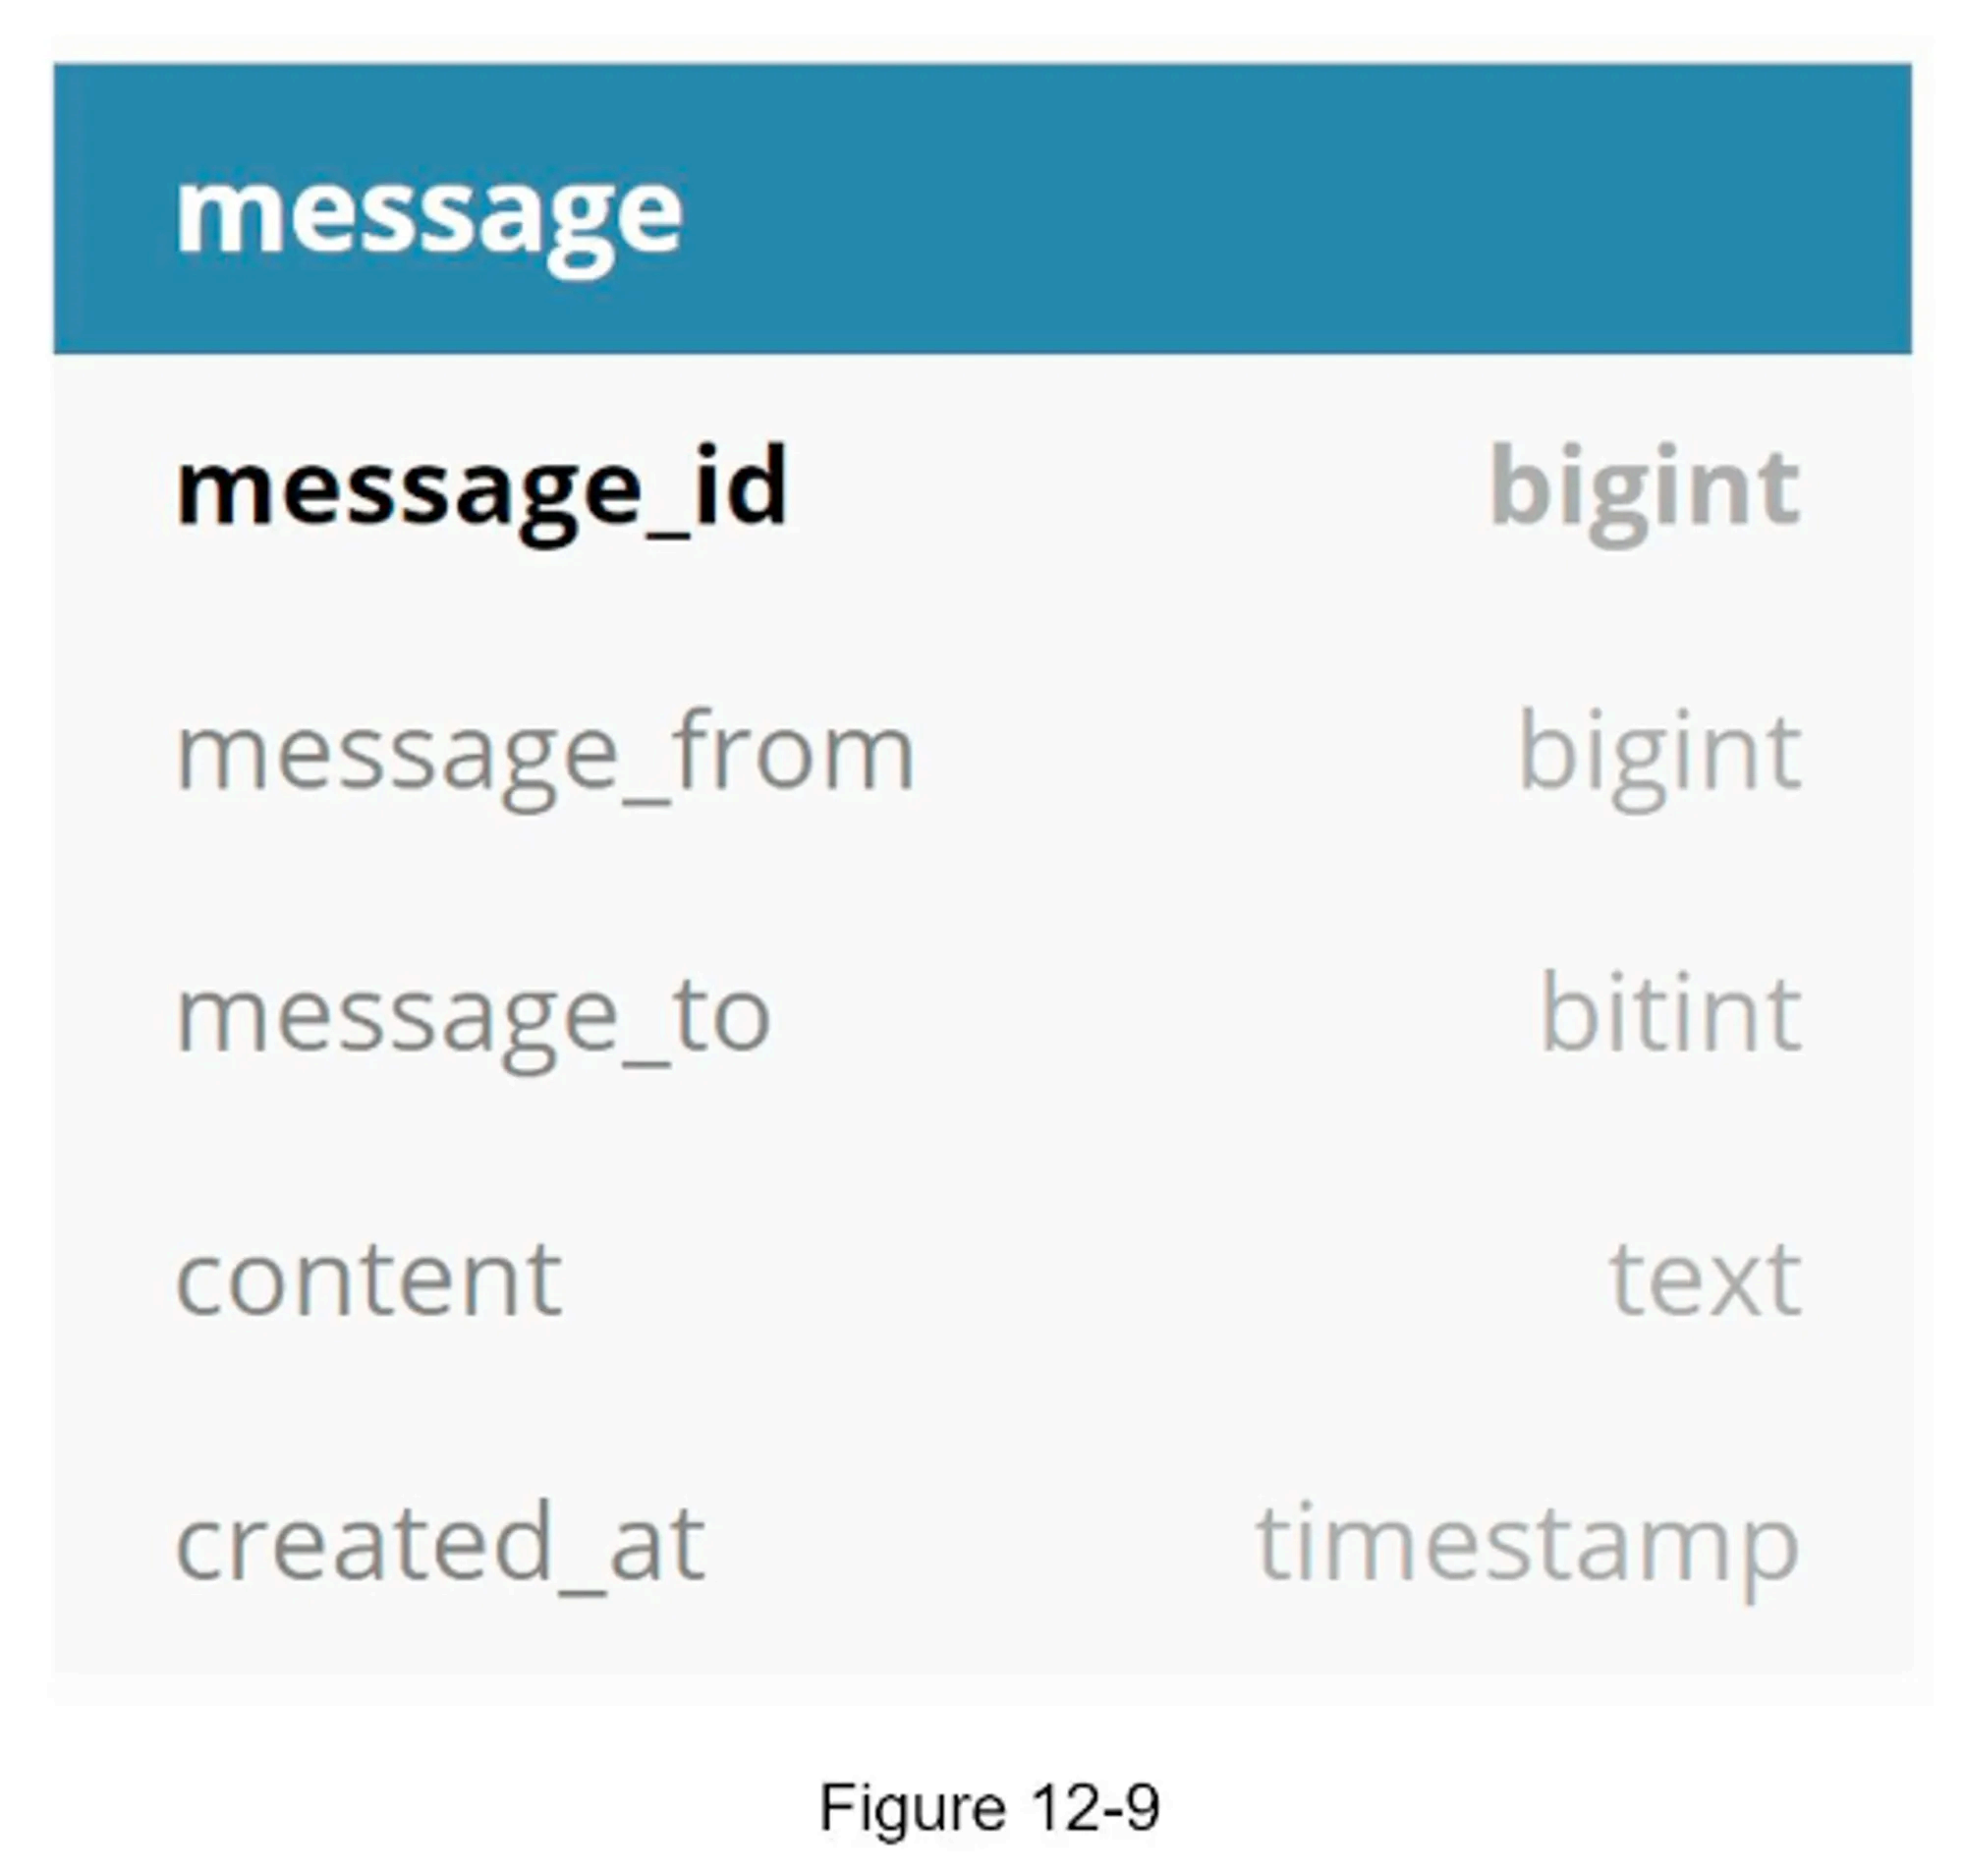 message
message_id bigint
message_from bigint
message_to bitint
content text
created_at timestamp
Figure 12-9